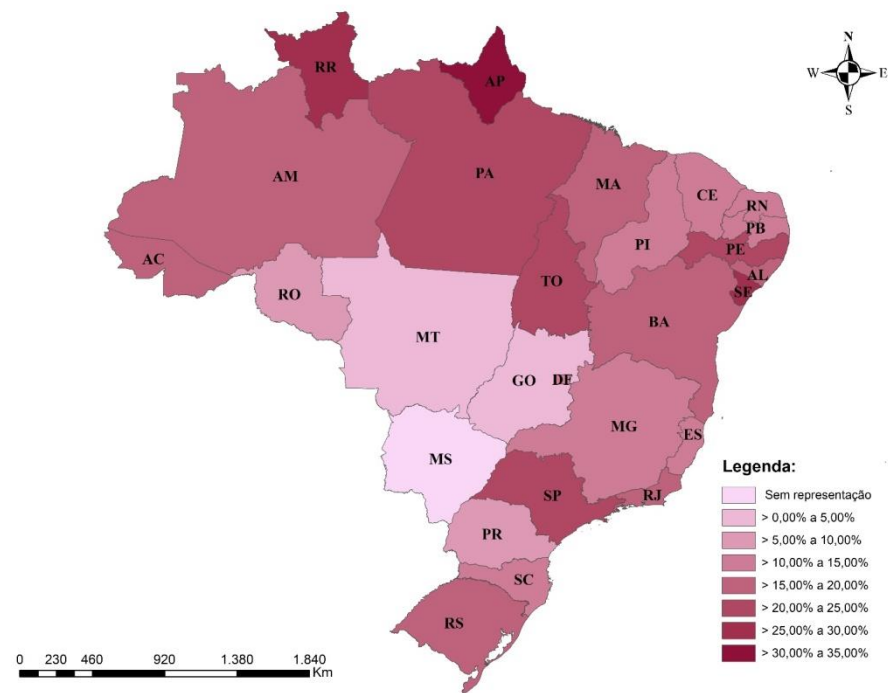 N
W E
S
RR
AP
AM
PA
MA
CE
RN
PB
PI
PE
AC
AL
TO
SE
RO
BA
MT
GO
DF
MG
ES
MS
SP
RJ
PR
SC
RS
Legenda:
Sem representação
> 0,00% a 5,00%
> 5,00% a 10,00%
> 10,00% a 15,00%
> 15,00% a 20,00%
> 20,00% a 25,00%
> 25,00% a 30,00%
> 30,00% a 35,00%
0 230 460 920 1.380 1.840
Km